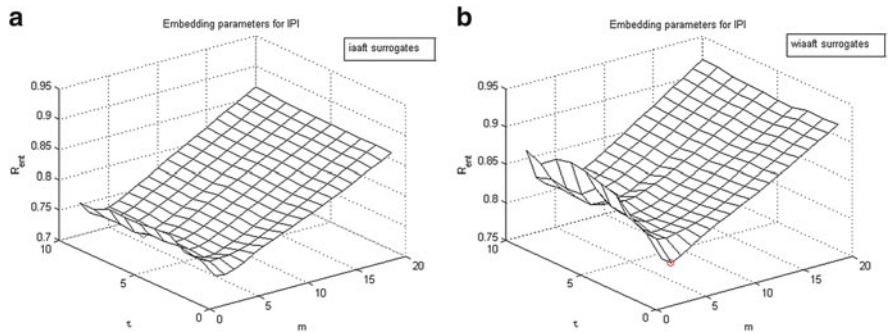 a
Embedding parameters for IPI
iaaft surrogates
0.95
0.9
0.85
0.8
0.75
0.7
R_ent
10
5
0
τ
0
5
10
15
20
m
b
Embedding parameters for IPI
wiaaft surrogates
0.95
0.9
0.85
0.8
0.75
R_ent
10
5
0
τ
0
5
10
15
20
m